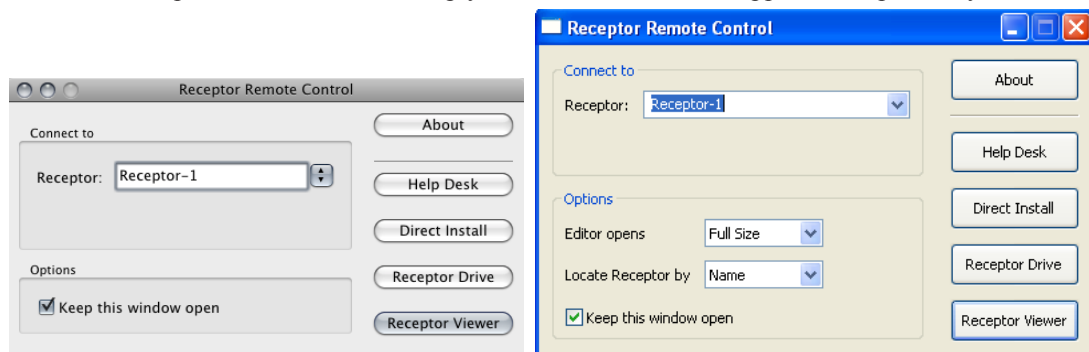 Receptor Remote Control
Connect to
Receptor: Receptor-1
About
Help Desk
Direct Install
Options
Keep this window open
Receptor Drive
Receptor Viewer
Receptor Remote Control
Connect to
Receptor: Receptor-1
About
Help Desk
Options
Editor opens Full Size
Locate Receptor by Name
Keep this window open
Direct Install
Receptor Drive
Receptor Viewer